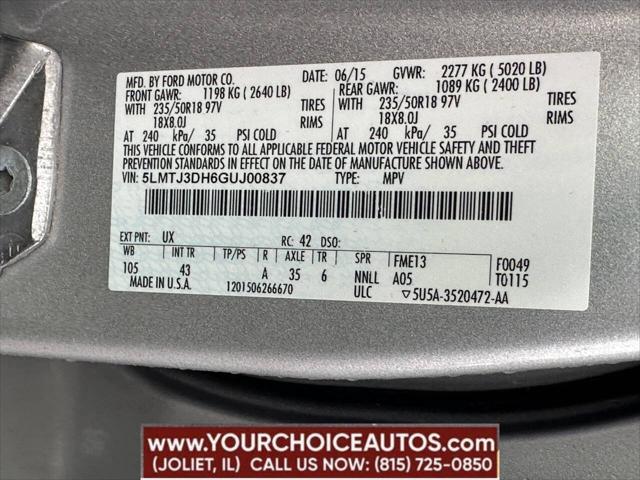 MFD. BY FORD MOTOR CO.
DATE: 06/15 GVWR: 2277 KG ( 5020 LB)
FRONT GAWR: 1198 KG ( 2640 LB) REAR GAWR: 1089 KG ( 2400 LB)
WITH 235/50R18 97V TIRES WITH 235/50R18 97V TIRES
18X8.0J RIMS 18X8.0J RIMS
AT 240 kPa/ 35 PSI COLD AT 240 kPa/ 35 PSI COLD
THIS VEHICLE CONFORMS TO ALL APPLICABLE FEDERAL MOTOR VEHICLE SAFETY AND THEFT
PREVENTION STANDARDS IN EFFECT ON THE DATE OF MANUFACTURE SHOWN ABOVE.
VIN: 5LMTJ3DH6GUJ00837 TYPE: MPV
EXT PNT: UX RC: 42 DSO:
WB INT TR TP/PS R AXLE TR SPR FME13 F0049
105 43 A 35 6 NNLL A05 T0115
MADE IN U.S.A. 1201506266670 ULC ▽5U5A-3520472-AA
WWW.YOURCHOICEAUTOS.COM
(JOLIET, IL) CALL US NOW: (815) 725-0850